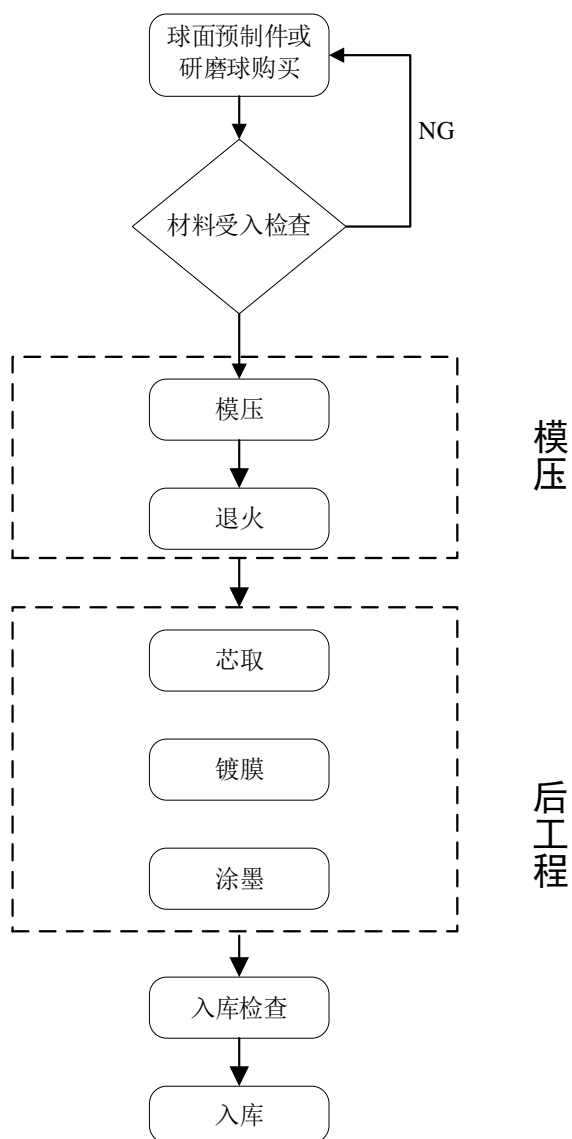 球面预制件或
研磨球购买
NG
材料受入检查
模压
退火
模压
芯取
镀膜
涂墨
后工程
入库检查
入库